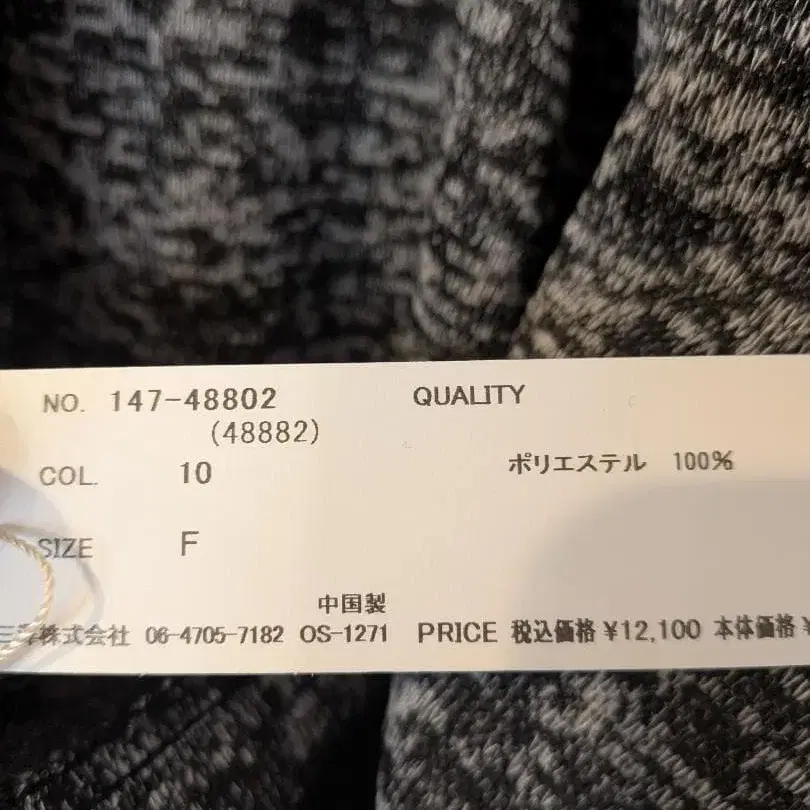 NO. 147-48802 QUALITY
(48882)
COL. 10 ポリエステル 100%
SIZE F
中国製
株式会社 06-4705-7182 OS-1271 PRICE 税込価格 ¥12,100 本体価格 ¥